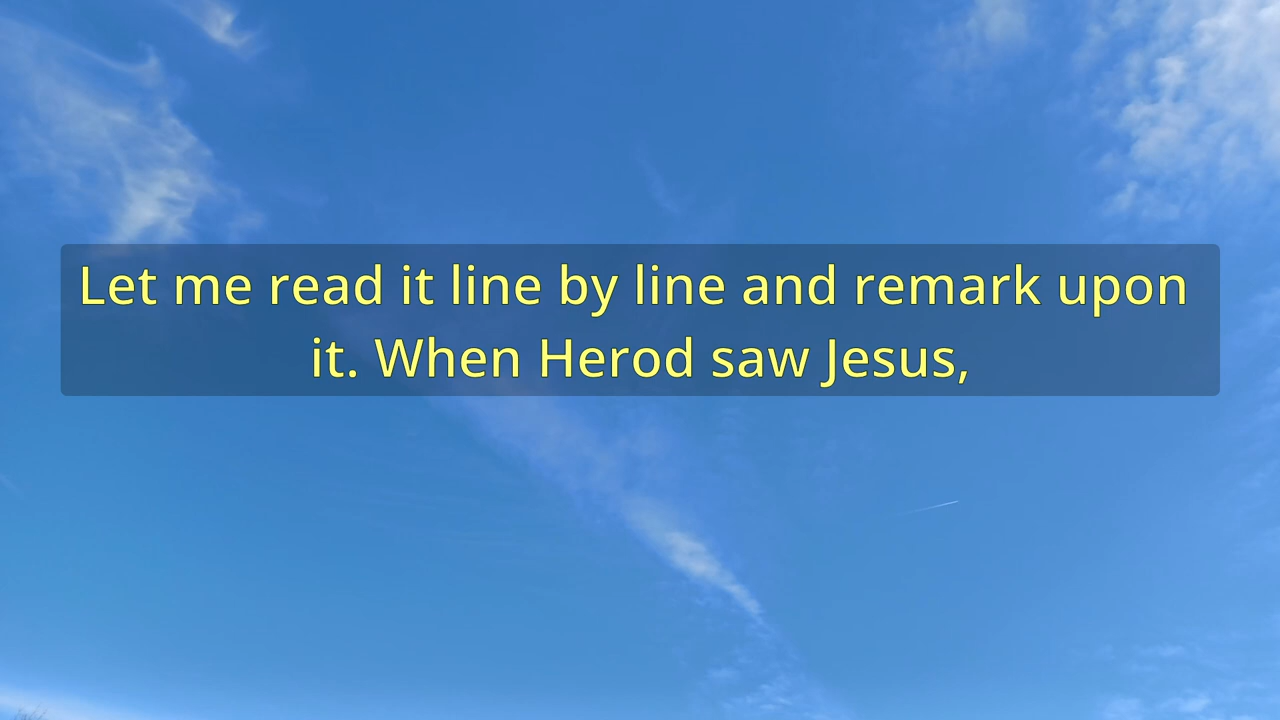 Let me read it line by line and remark upon
it. When Herod saw Jesus,